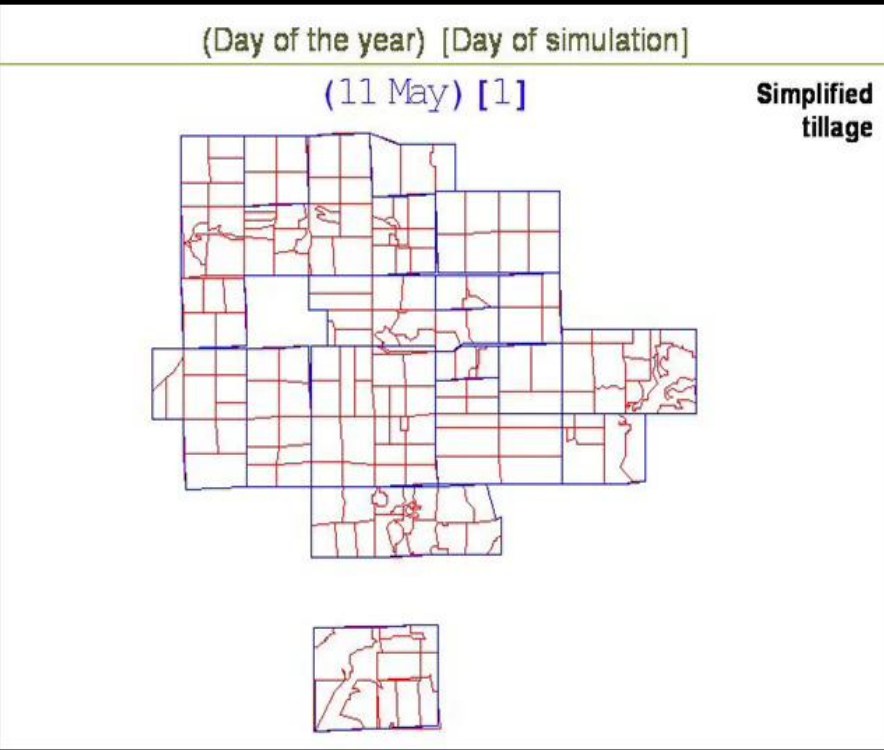 (Day of the year) [Day of simulation]
(11 May) [1]
Simplified
tillage